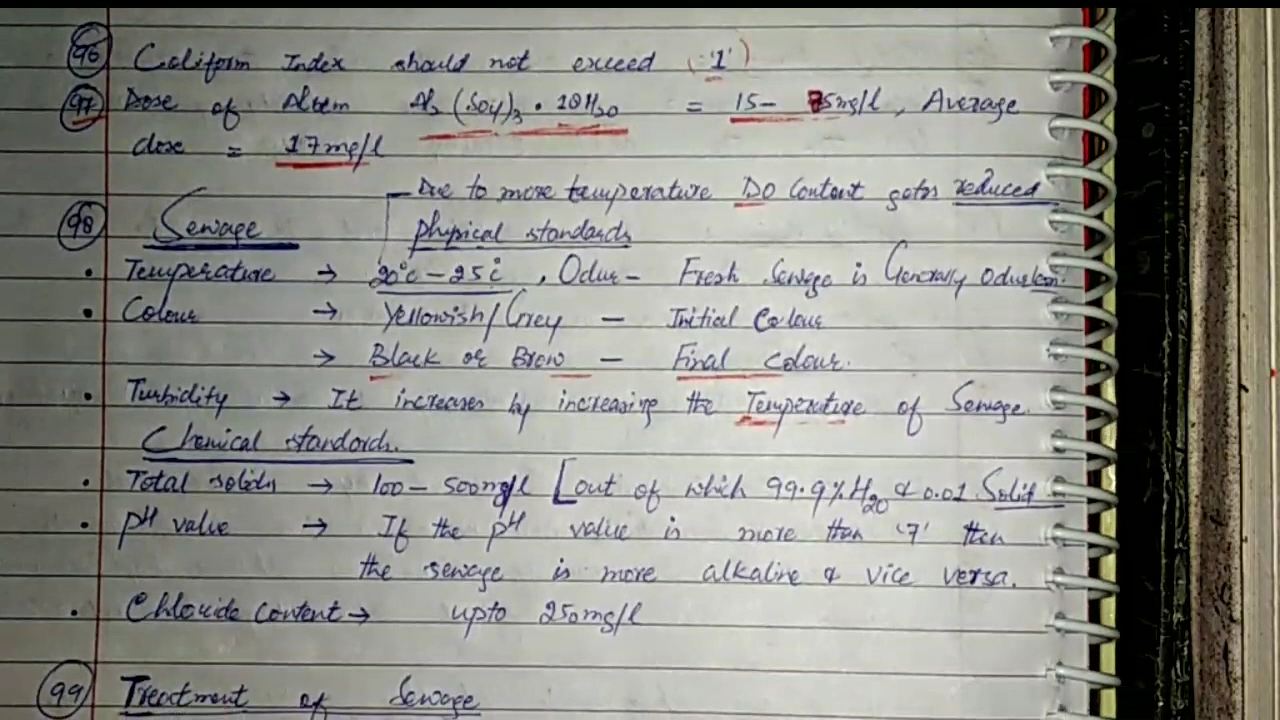 96 Coliform Index should not exceed ('1')
97 Dose of Alum Al₂(SO4)₃ · 18H₂O = 15- 85mg/l, Average
dose = 17mg/l
Due to more temperature DO Content gets reduced
98 Sewage physical standards
• Temperature → 20°c - 25°c, Odur - Fresh Sewage is Generally Odurless.
• Colour → Yellowish/Grey - Initial Colour
→ Black or Brow - Final Colour.
• Turbidity → It increases by increasing the Temperature of Sewage.
Chemical standards.
• Total solids → 100 - 500mg/l [out of which 99.9% H₂O & 0.01 Solid
• pH value → If the pH value is more than '7' then
the sewage is more alkaline & vice versa.
• Chloride content → upto 250mg/l
99 Treatment of Sewage